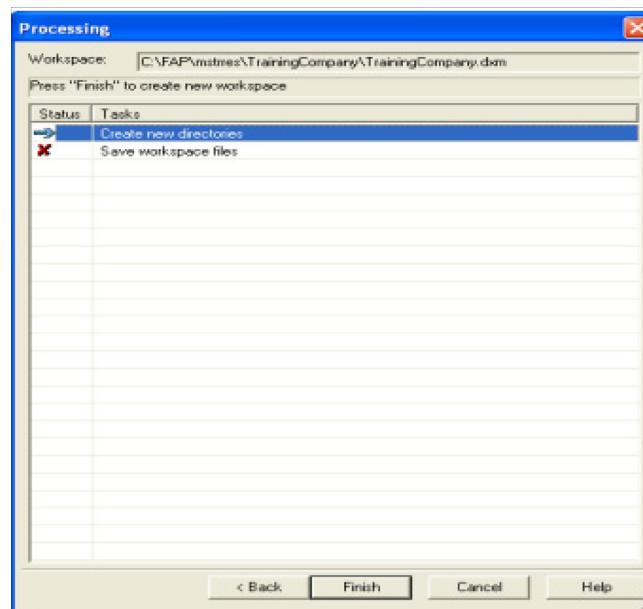 Processing
Workspace: C:\FAP\mstrres\TrainingCompany\TrainingCompany.dxm
Press "Finish" to create new workspace
Status Tasks
Create new directories
Save workspace files
< Back Finish Cancel Help